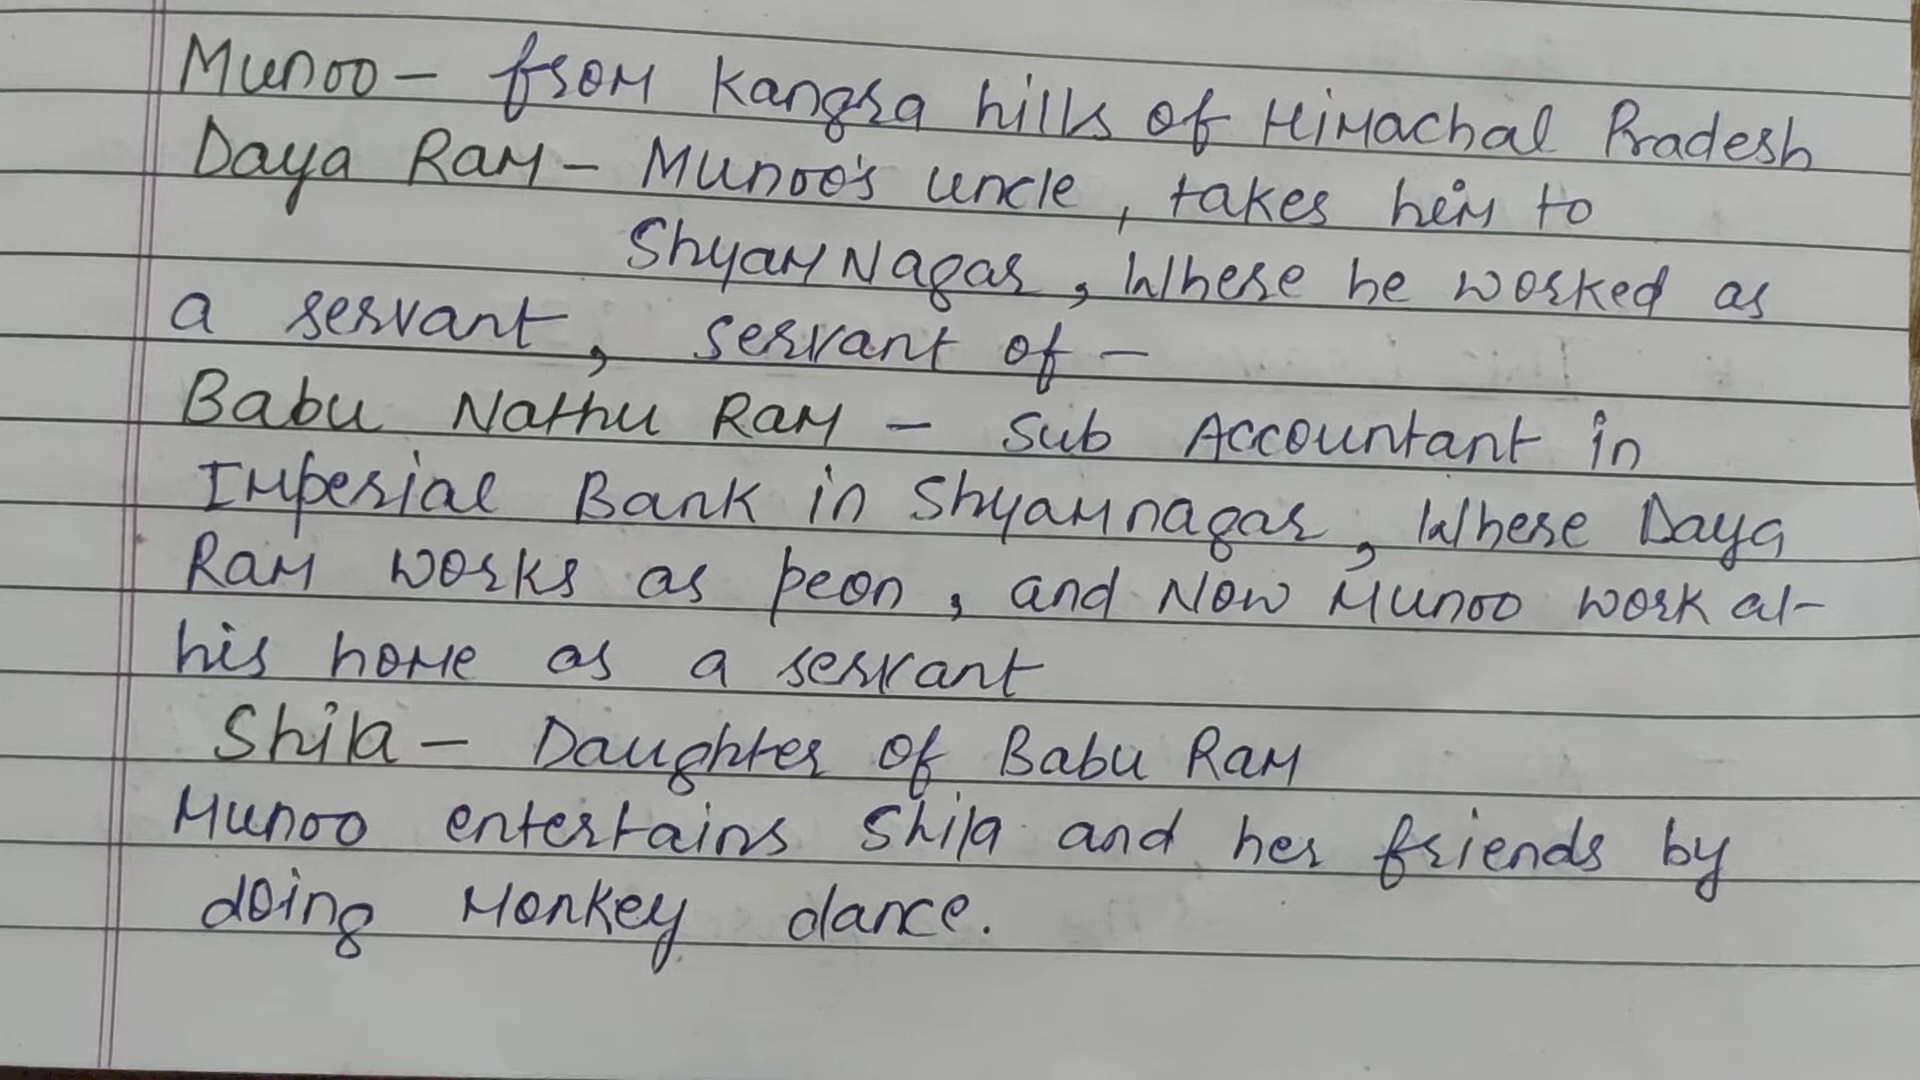 Munoo - from Kangra hills of Himachal Pradesh
Daya Ram - Munoo's uncle, takes him to
Shyam Nagar, Where he worked as
a servant, servant of -
Babu Nathu Ram - Sub Accountant in
Imperial Bank in Shyamnagar, Where Daya
Ram works as peon, and Now Munoo work at
his home as a servant
Shila - Daughter of Babu Ram
Munoo entertains Shila and her friends by
doing Monkey dance.